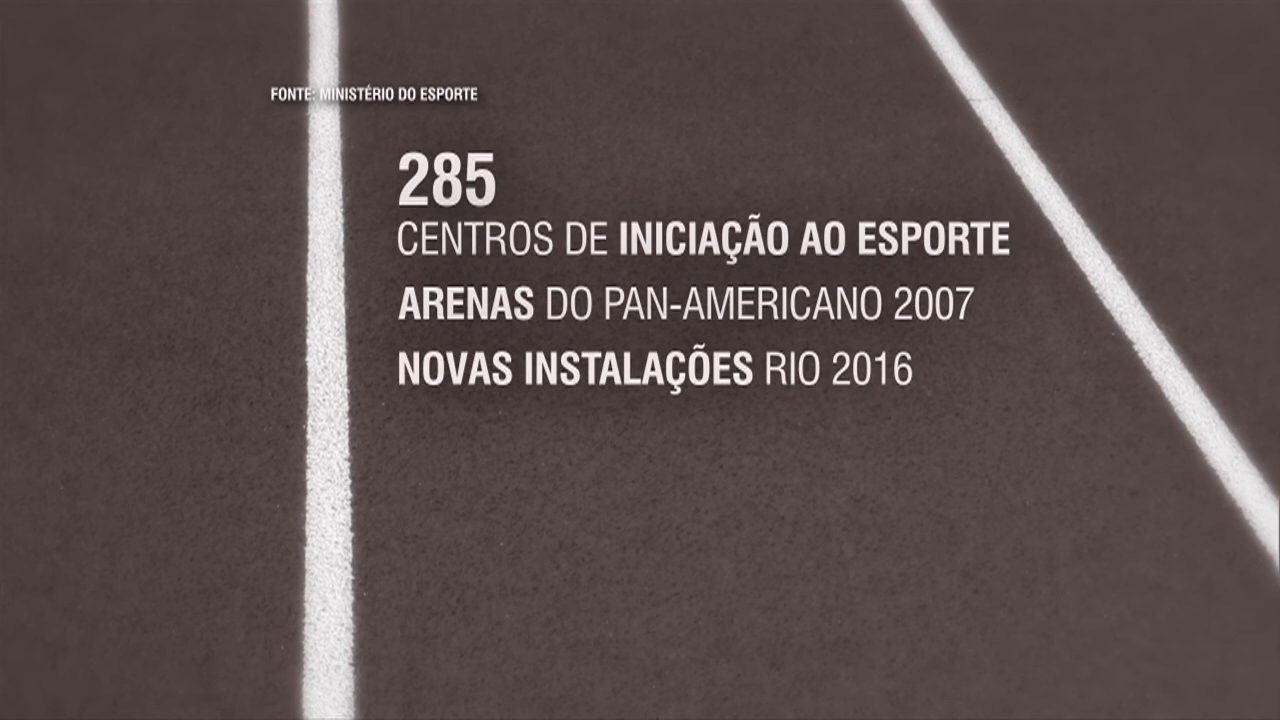 FONTE: MINISTÉRIO DO ESPORTE
285
CENTROS DE INICIAÇÃO AO ESPORTE
ARENAS DO PAN-AMERICANO 2007
NOVAS INSTALAÇÕES RIO 2016